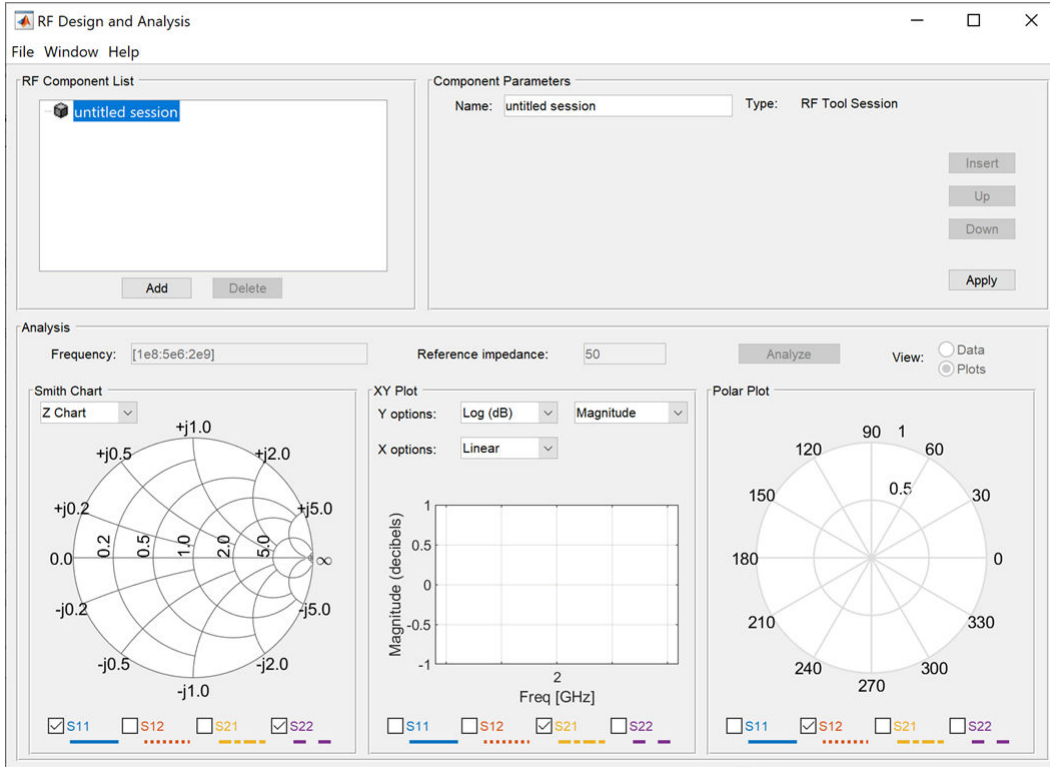 RF Design and Analysis
File Window Help
RF Component List
untitled session
Add Delete
Component Parameters
Name: untitled session Type: RF Tool Session
Insert
Up
Down
Apply
Analysis
Frequency: [1e8:5e6:2e9] Reference impedance: 50 Analyze View: Data
Plots
Smith Chart
Z Chart
+j1.0
+j0.5 +j2.0
+j0.2 +j5.0
0.0 0.2 0.5 1.0 2.0 5.0 ∞
-j0.2 -j5.0
-j0.5 -j2.0
-j1.0
S11 S12 S21 S22
XY Plot
Y options: Log (dB) Magnitude
X options: Linear
Magnitude (decibels)
1
0.5
0
-0.5
-1
2
Freq [GHz]
S11 S12 S21 S22
Polar Plot
90 1
120 60
0.5
150 30
180 0
210 330
240 300
270
S11 S12 S21 S22